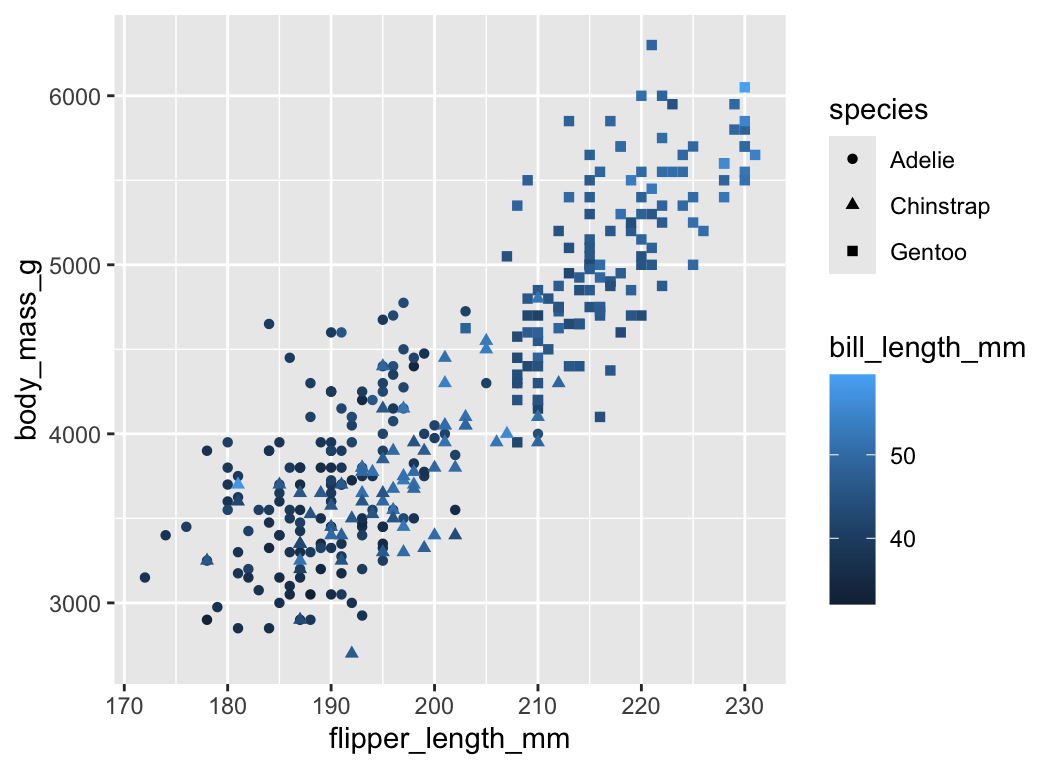 body_mass_g
6000
5000
4000
3000
170 180 190 200 210 220 230
flipper_length_mm
species
Adelie
Chinstrap
Gentoo
bill_length_mm
50
40